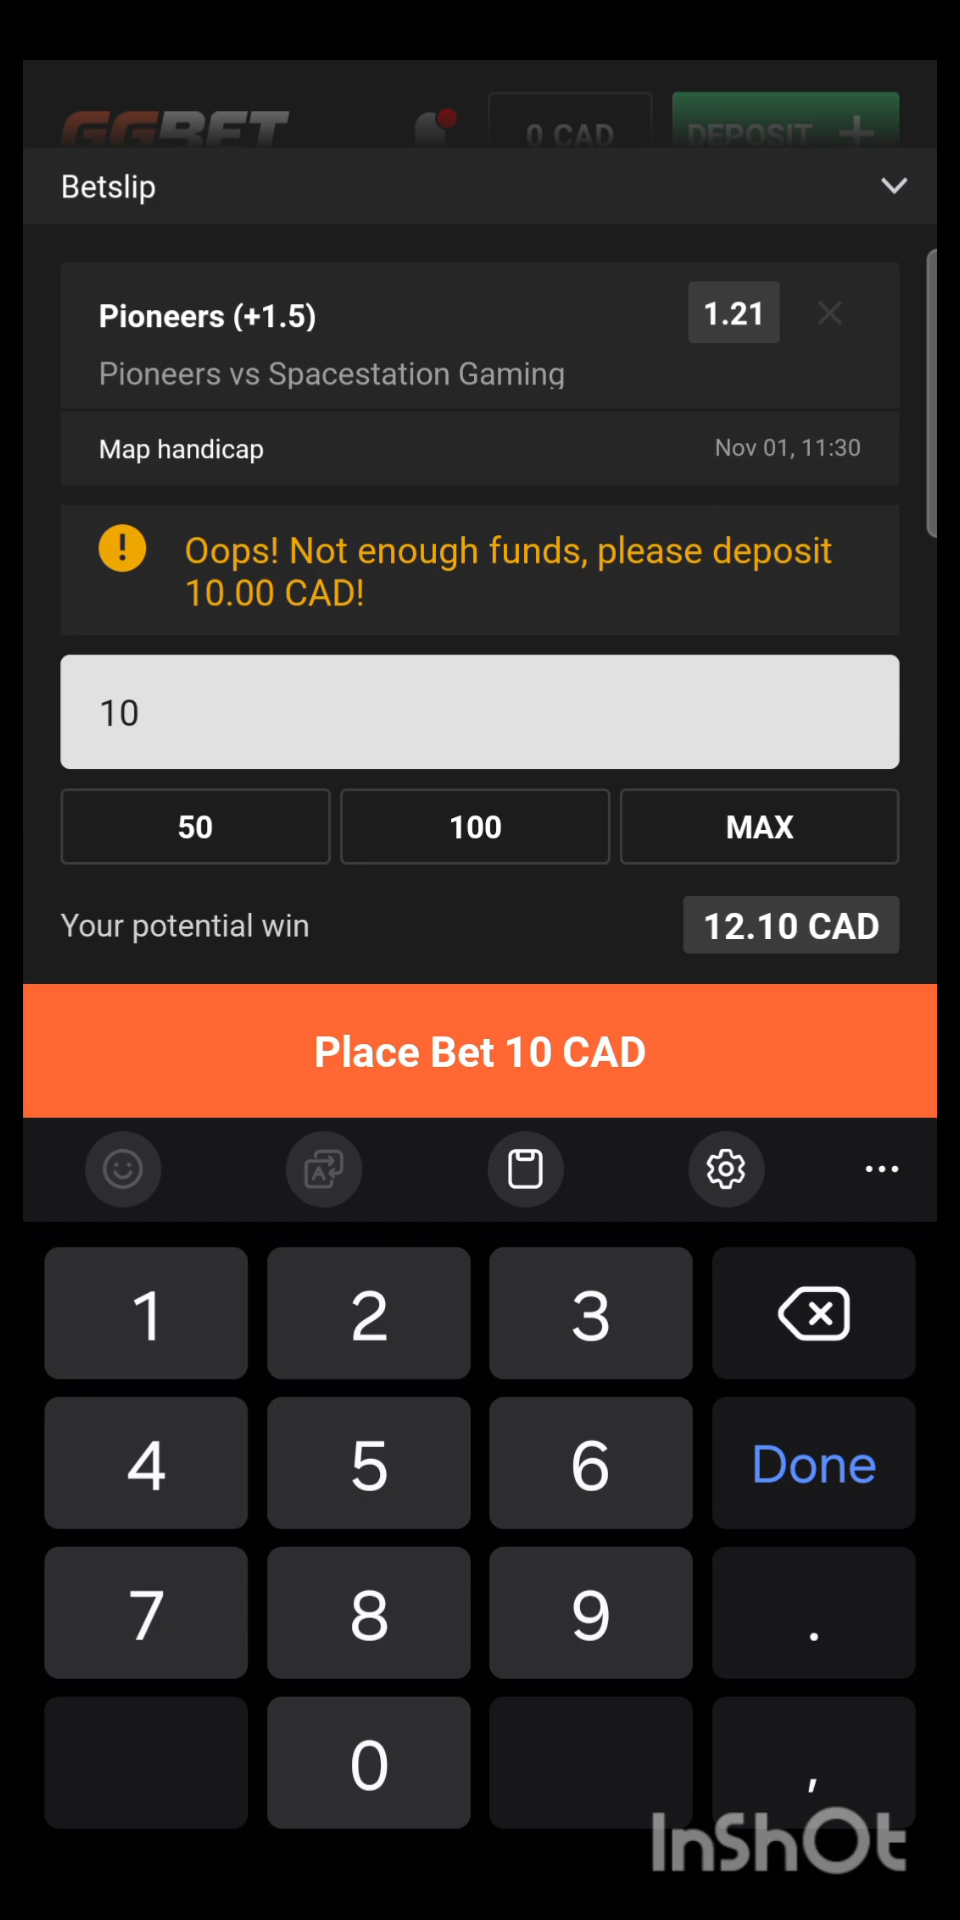 GGBET
0 CAD
DEPOSIT +
Betslip
Pioneers (+1.5)
1.21
Pioneers vs Spacestation Gaming
Map handicap
Nov 01, 11:30
Oops! Not enough funds, please deposit
10.00 CAD!
10
50
100
MAX
Your potential win
12.10 CAD
Place Bet 10 CAD
1
2
3
4
5
6
Done
7
8
9
.
0
,
InShOt